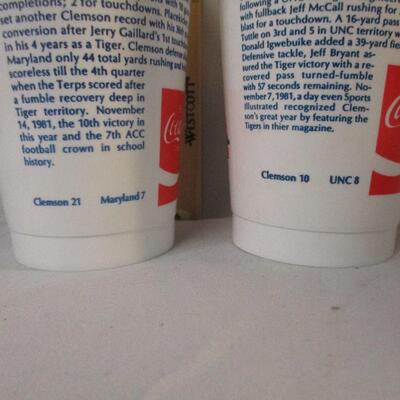 completions; 2 for touchdowns.
set another Clemson record with his
conversion after Jerry Gaillard's 1st
in his 4 years as a Tiger. Clemson
Maryland only 44 total yards rushing and
scoreless till the 4th quarter
when the Terps scored after
a fumble recovery deep in
Tiger territory. November
14, 1981, the 10th victory in
this year and the 7th ACC
football crown in school
history.
Clemson 21 Maryland 7
WESTCOTT
with fullback Jeff McCall rushing for
blast for a touchdown. A 16-yard pass
Tuttle on 3rd and 5 in UNC territory
Donald Igwebuike added a 39-yard
Defensive tackle, Jeff Bryant as-
sured the Tiger victory with a re-
covered pass turned-fumble
with 57 seconds remaining. No-
vember 7, 1981, a day even Sports
Illustrated recognized Clem-
son's great year by featuring the
Tigers in thier magazine.
Clemson 10 UNC 8